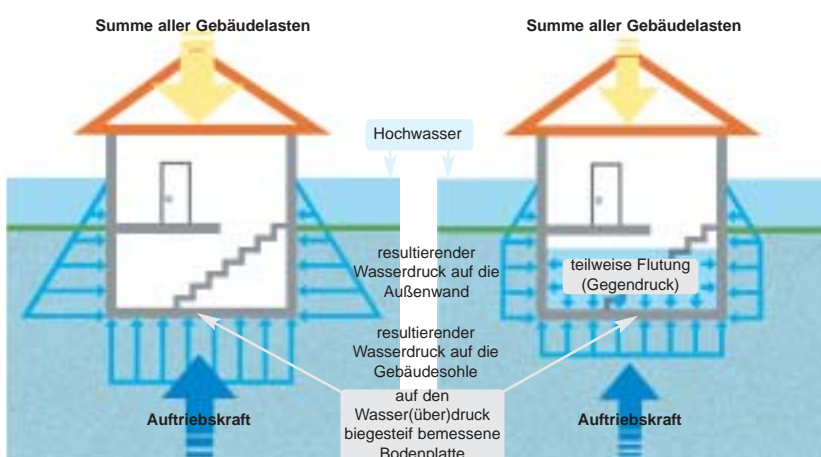 Summe aller Gebäudelasten
Summe aller Gebäudelasten
Hochwasser
resultierender
Wasserdruck auf die
Außenwand
teilweise Flutung
(Gegendruck)
resultierender
Wasserdruck auf die
Gebäudesohle
auf den
Wasser(über)druck
biegesteif bemessene
Bodenplatte
Auftriebskraft
Auftriebskraft